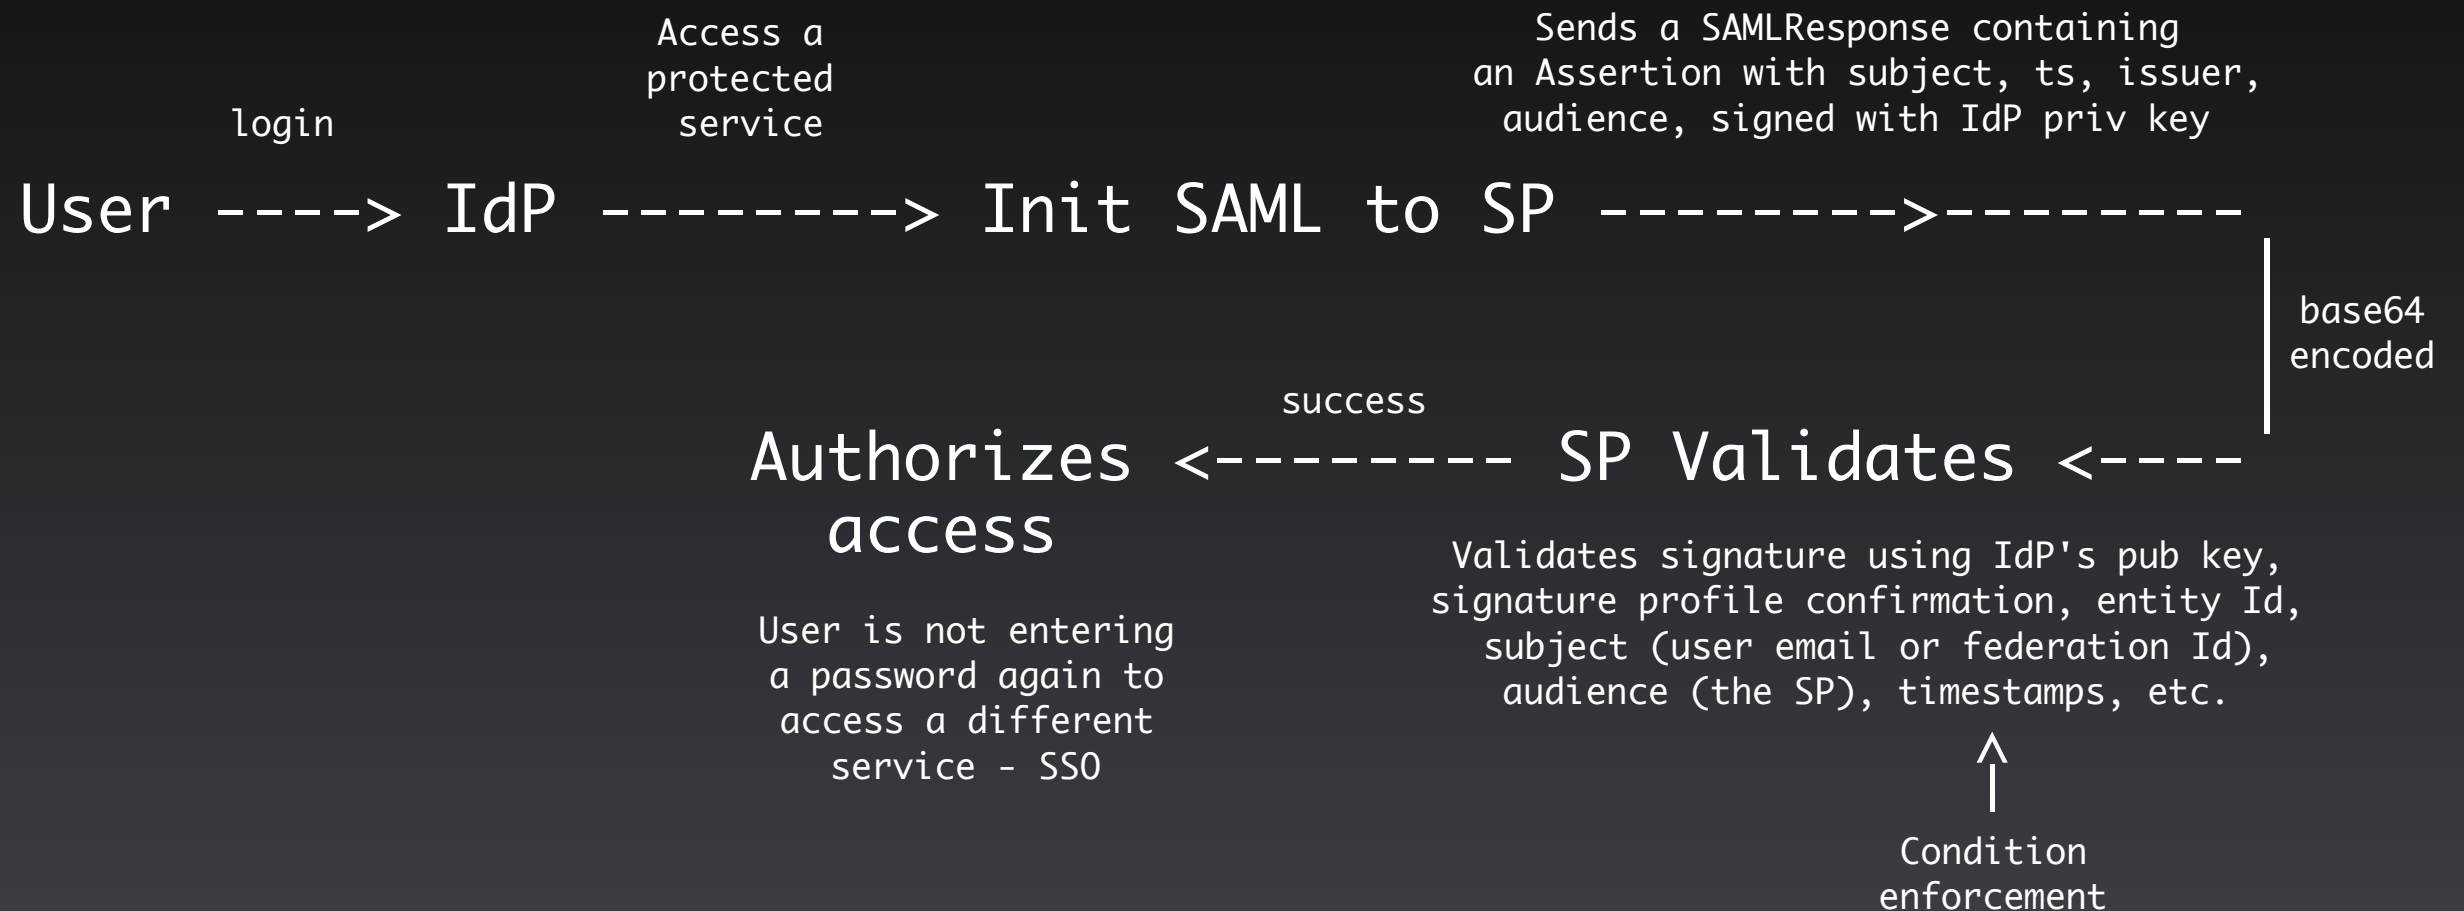 Access a
protected
service
Sends a SAMLResponse containing
an Assertion with subject, ts, issuer,
audience, signed with IdP priv key
login
User ----> IdP --------> Init SAML to SP -------->--------
base64
encoded
success
Authorizes <-------- SP Validates <----
access
Validates signature using IdP's pub key,
signature profile confirmation, entity Id,
subject (user email or federation Id),
audience (the SP), timestamps, etc.
User is not entering
a password again to
access a different
service - SSO
Condition
enforcement